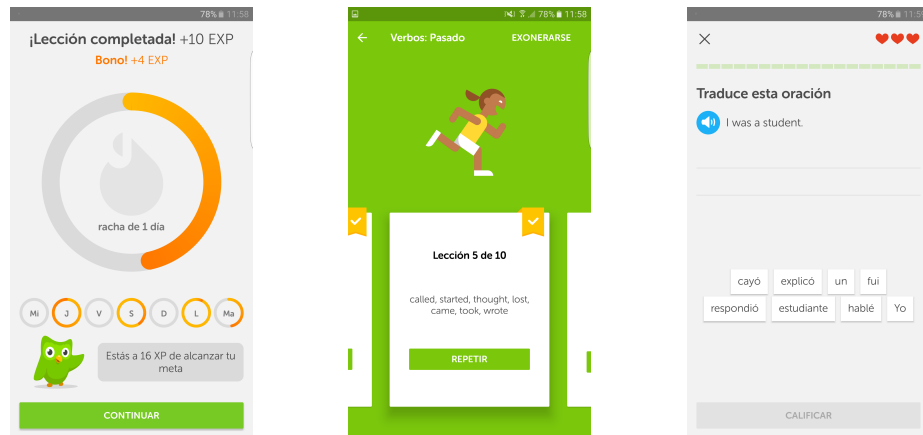 78% 11:58
¡Lección completada! +10 EXP
Bono! +4 EXP
racha de 1 día
Mi J V S D L Ma
Estás a 16 XP de alcanzar tu
meta
CONTINUAR
78% 11:58
Verbos: Pasado EXONERARSE
Lección 5 de 10
called, started, thought, lost,
came, took, wrote
REPETIR
78% 11:59
Traduce esta oración
I was a student.
cayó explicó un fui
respondió estudiante hablé Yo
CALIFICAR